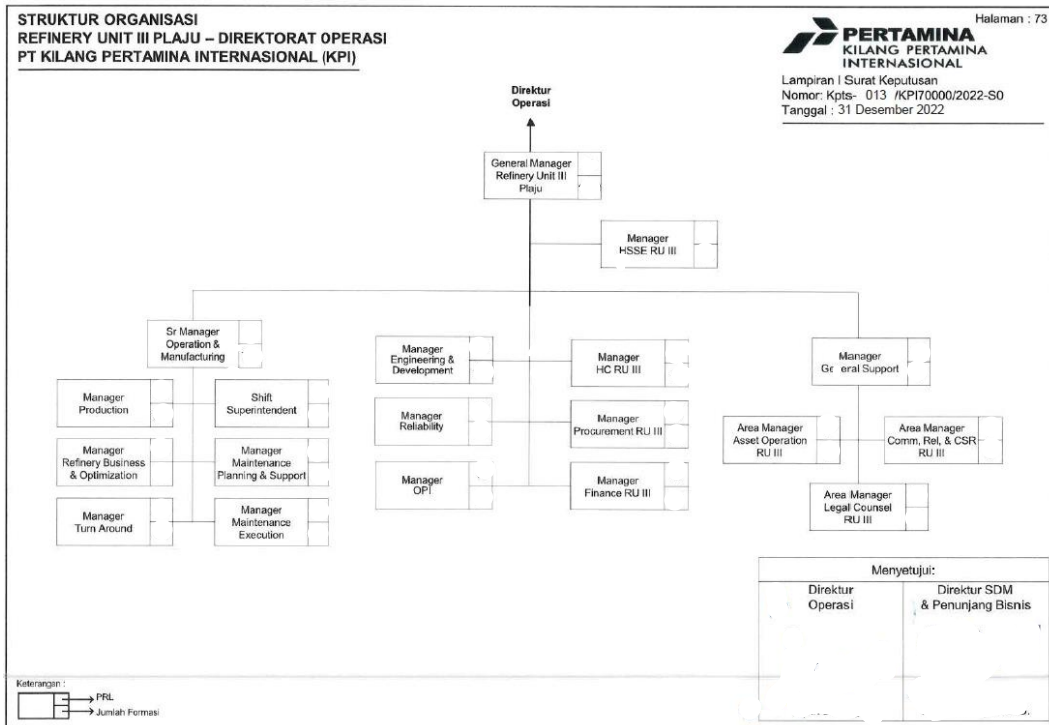 STRUKTUR ORGANISASI
REFINERY UNIT III PLAJU – DIREKTORAT OPERASI
PT KILANG PERTAMINA INTERNASIONAL (KPI)
Halaman : 73
PERTAMINA
KILANG PERTAMINA
INTERNASIONAL
Lampiran I Surat Keputusan
Nomor: Kpts- 013 /KPI70000/2022-S0
Tanggal : 31 Desember 2022
Direktur
Operasi
General Manager
Refinery Unit III
Plaju
Manager
HSSE RU III
Sr Manager
Operation &
Manufacturing
Manager
Production
Shift
Superintendent
Manager
Refinery Business
& Optimization
Manager
Maintenance
Planning & Support
Manager
Turn Around
Manager
Maintenance
Execution
Manager
Engineering &
Development
Manager
HC RU III
Manager
Reliability
Manager
Procurement RU III
Manager
OPI
Manager
Finance RU III
Manager
General Support
Area Manager
Asset Operation
RU III
Area Manager
Comm, Rel, & CSR
RU III
Area Manager
Legal Counsel
RU III
Menyetujui:
Direktur
Operasi
Direktur SDM
& Penunjang Bisnis
Keterangan :
PRL
Jumlah Formasi